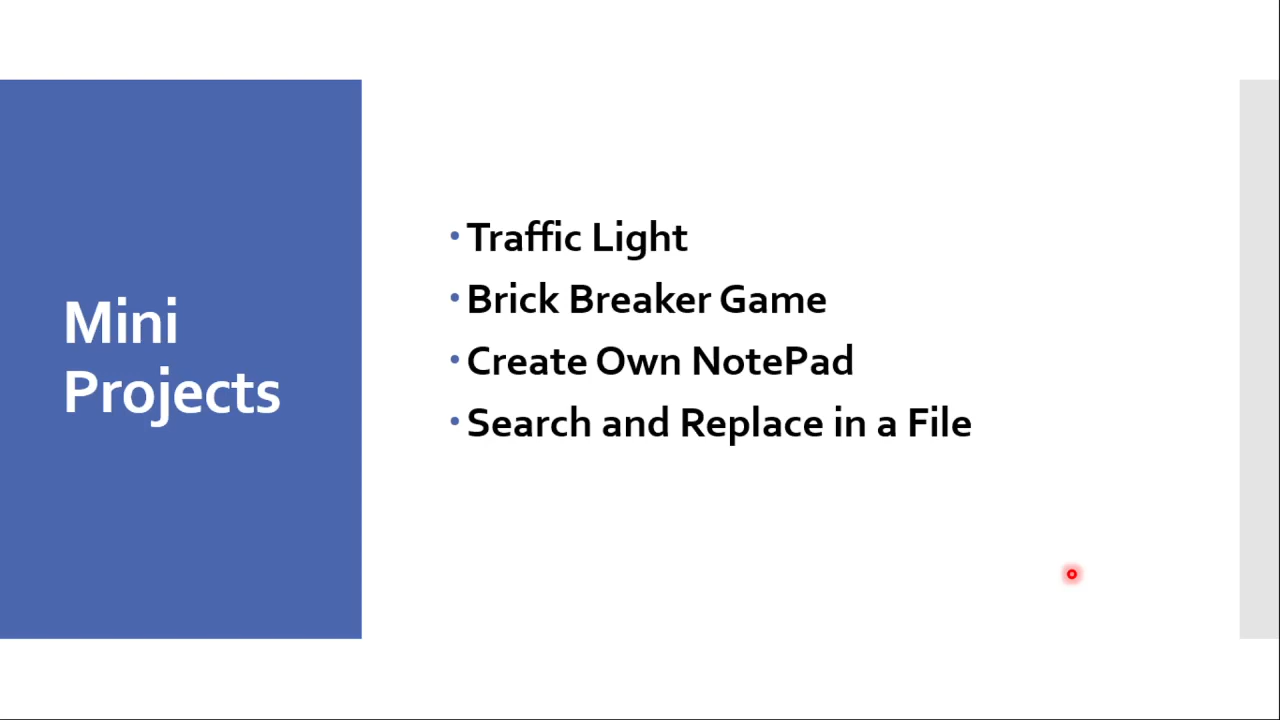 Mini
Projects
• Traffic Light
• Brick Breaker Game
• Create Own NotePad
• Search and Replace in a File